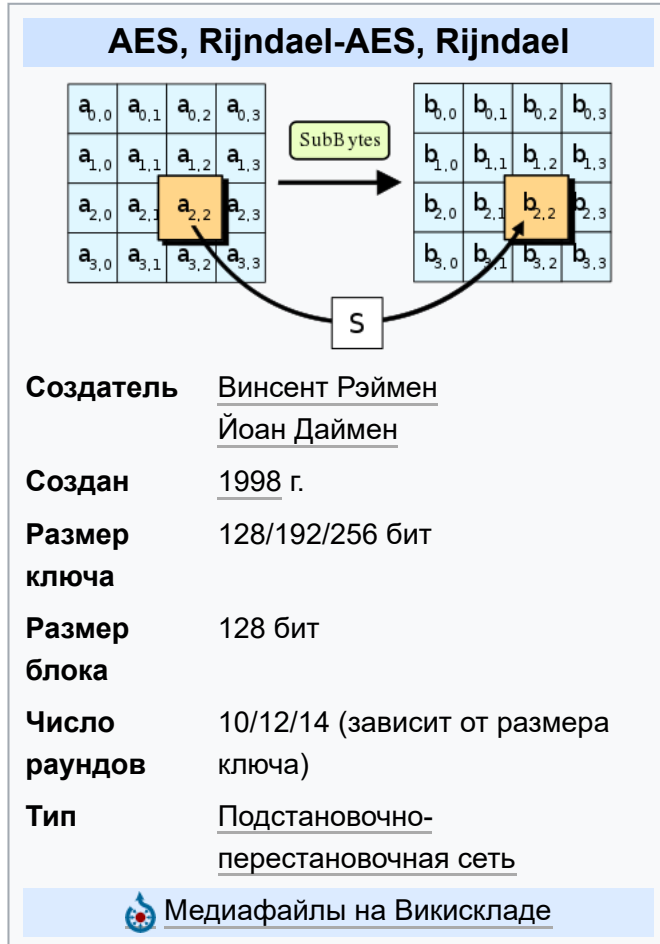 AES, Rijndael-AES, Rijndael
a0,0 a0,1 a0,2 a0,3 b0,0 b0,1 b0,2 b0,3
SubBytes
a1,0 a1,1 a1,2 a1,3 b1,0 b1,1 b1,2 b1,3
a2,0 a2,1 a2,2 a2,3 b2,0 b2,1 b2,2 b2,3
a3,0 a3,1 a3,2 a3,3 b3,0 b3,1 b3,2 b3,3
S
Создатель Винсент Рэймен
Йоан Даймен
Создан 1998 г.
Размер 128/192/256 бит
ключа
Размер 128 бит
блока
Число 10/12/14 (зависит от размера
раундов ключа)
Тип Подстановочно-
перестановочная сеть
Медиафайлы на Викискладе